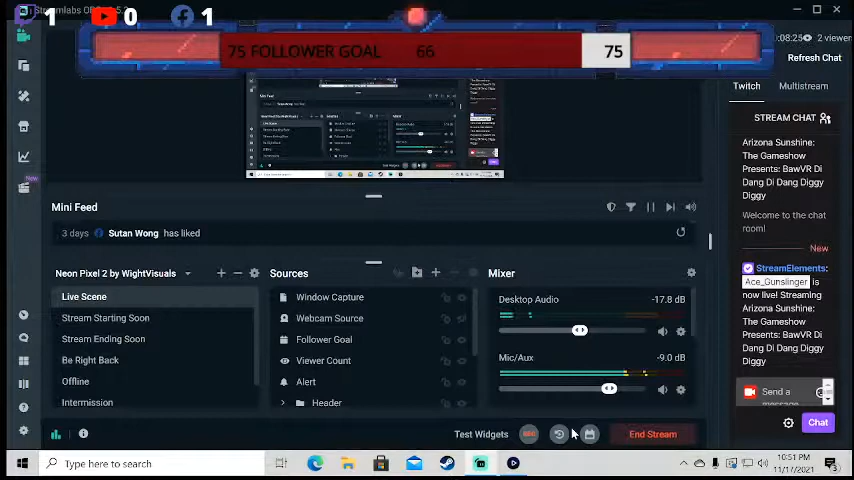 1 0 1
75 FOLLOWER GOAL 66 75
:08:25 2 viewer
Refresh Chat
Twitch Multistream
STREAM CHAT
Arizona Sunshine:
The Gameshow
Presents: BawVR Di
Dang Di Dang Diggy
Diggy
Welcome to the chat
room!
New
StreamElements:
Ace_Gunslinger is
now live! Streaming
Arizona Sunshine:
The Gameshow
Presents: BawVR Di
Dang Di Dang Diggy
Diggy
Send a
message
Chat
New
Mini Feed
3 days Sutan Wong has liked
Neon Pixel 2 by WightVisuals
Live Scene
Stream Starting Soon
Stream Ending Soon
Be Right Back
Offline
Intermission
Sources
Window Capture
Webcam Source
Follower Goal
Viewer Count
Alert
Header
Mixer
Desktop Audio -17.8 dB
Mic/Aux -9.0 dB
Test Widgets REC End Stream
Type here to search
10:51 PM
11/17/2021